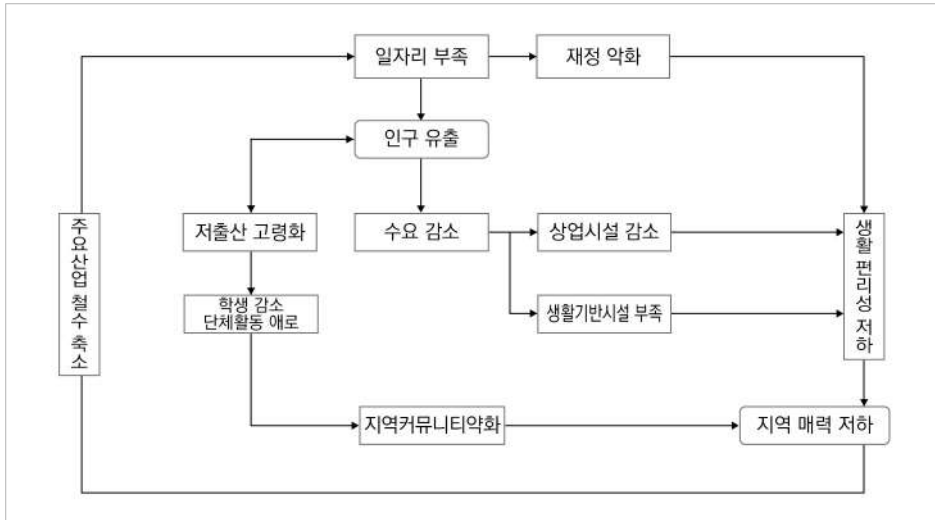 일자리 부족
재정 악화
인구 유출
저출산 고령화
수요 감소
상업시설 감소
주요산업 철수 축소
생활 편리성 저하
학생 감소
단체활동 애로
생활기반시설 부족
지역커뮤니티약화
지역 매력 저하